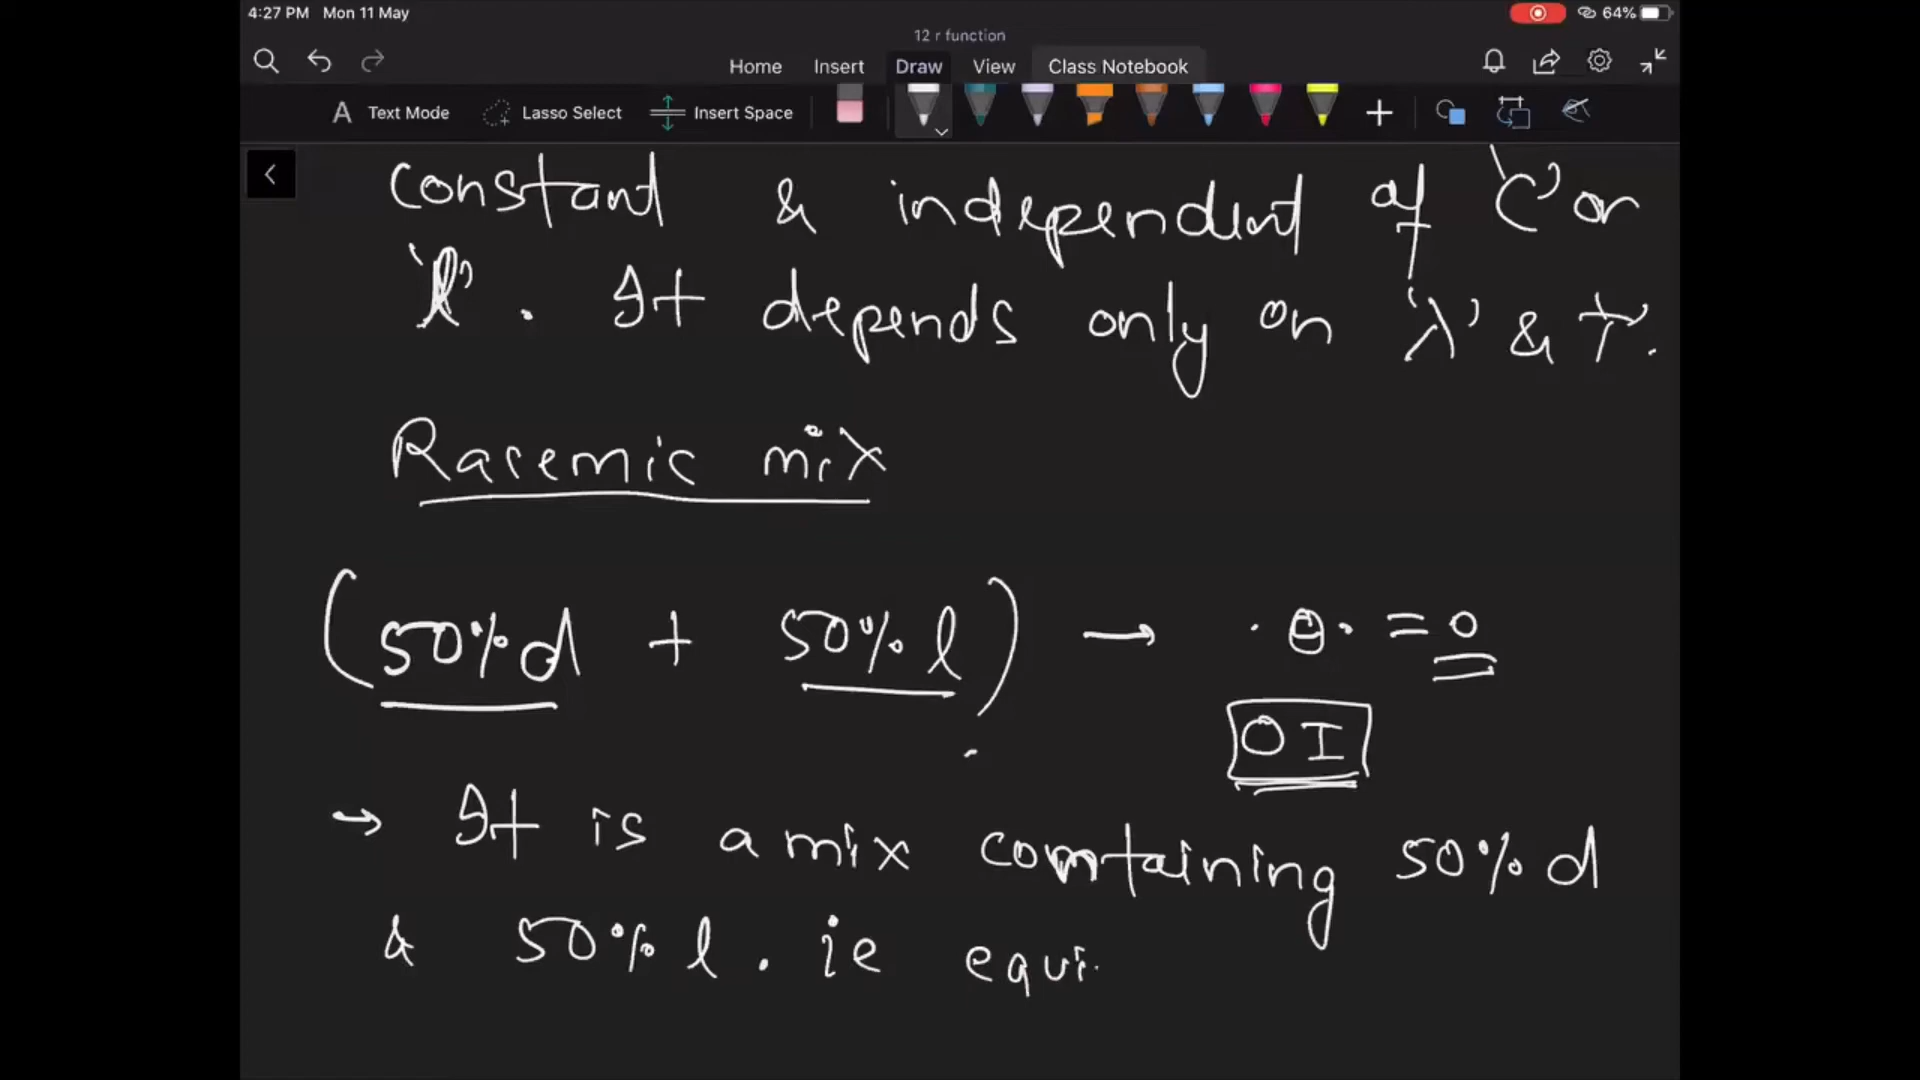 4:27 PM Mon 11 May
64%
12 r function
Home Insert Draw View Class Notebook
A Text Mode Lasso Select Insert Space
constant & independent of 'c' or
'l'. It depends only on 'λ' & 'T'.
Racemic mix
(50% d + 50% l) → θ = 0
OI
→ It is a mix containing 50% d
& 50% l. ie equi